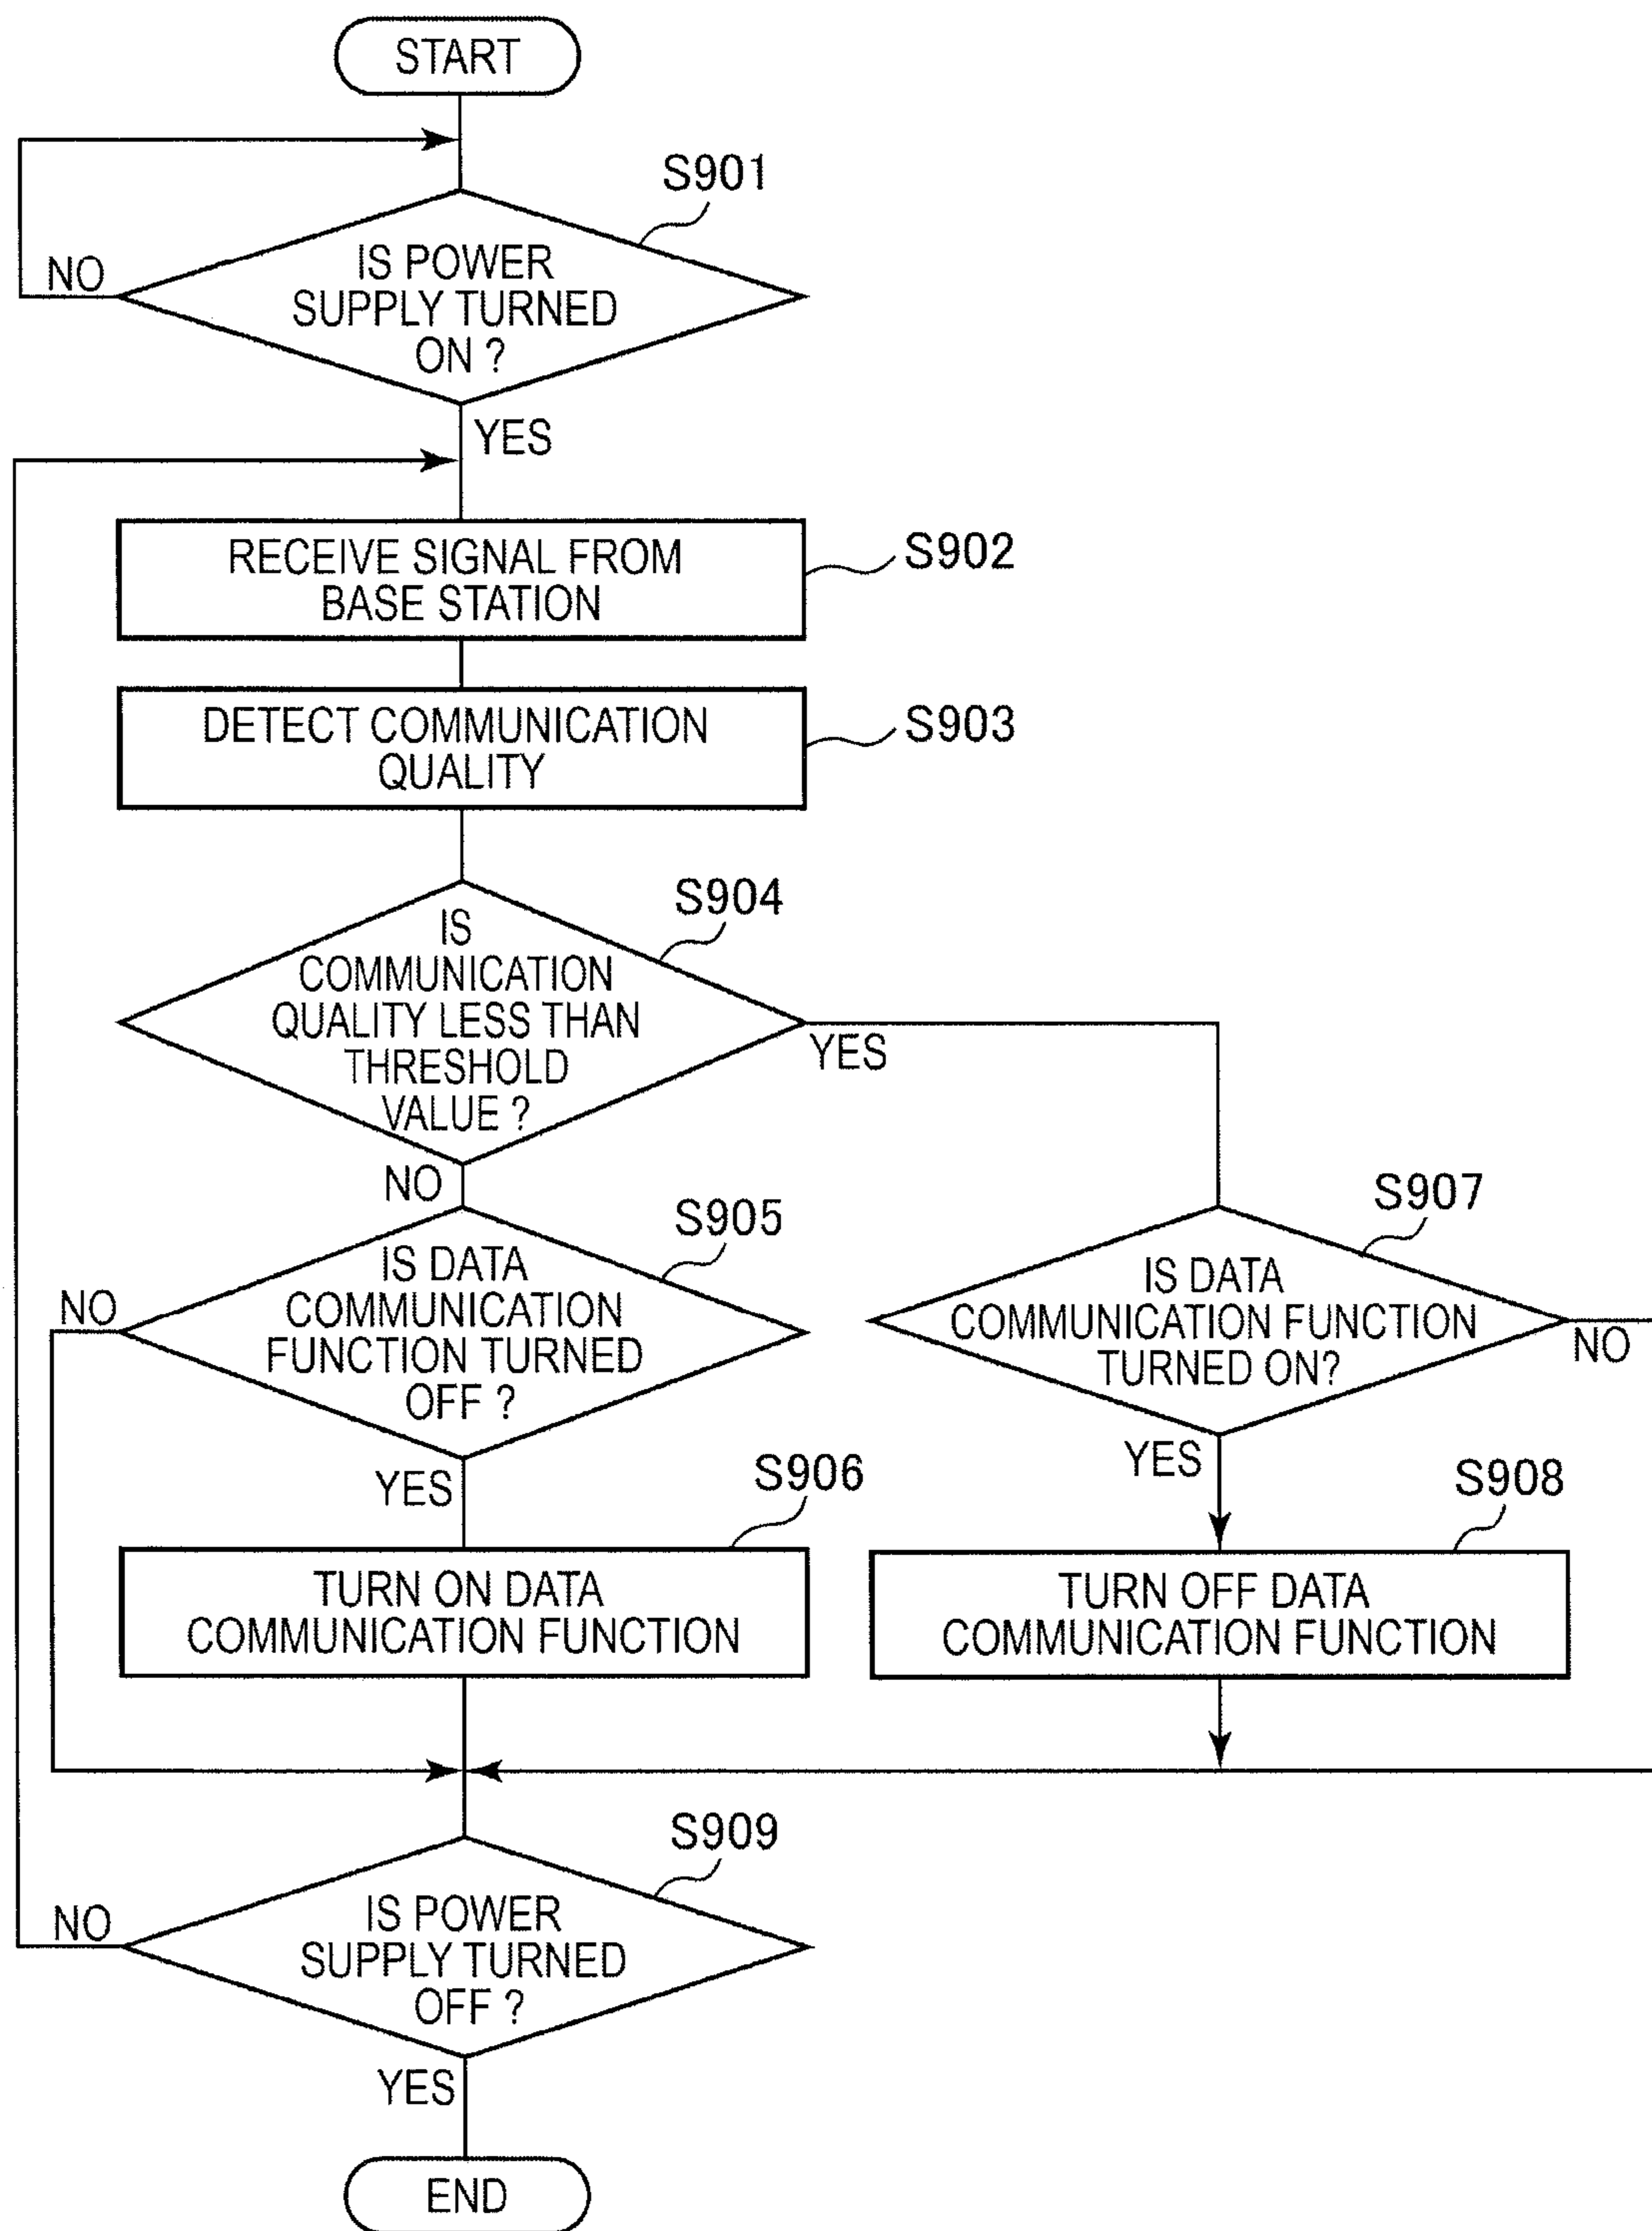 START
S901
NO
IS POWER
SUPPLY TURNED
ON ?
YES
RECEIVE SIGNAL FROM
BASE STATION
S902
DETECT COMMUNICATION
QUALITY
S903
S904
IS
COMMUNICATION
QUALITY LESS THAN
THRESHOLD
VALUE ?
YES
NO
S905
IS DATA
COMMUNICATION
FUNCTION TURNED
OFF ?
NO
S907
IS DATA
COMMUNICATION FUNCTION
TURNED ON?
NO
YES
YES
S906
TURN ON DATA
COMMUNICATION FUNCTION
S908
TURN OFF DATA
COMMUNICATION FUNCTION
S909
NO
IS POWER
SUPPLY TURNED
OFF ?
YES
END